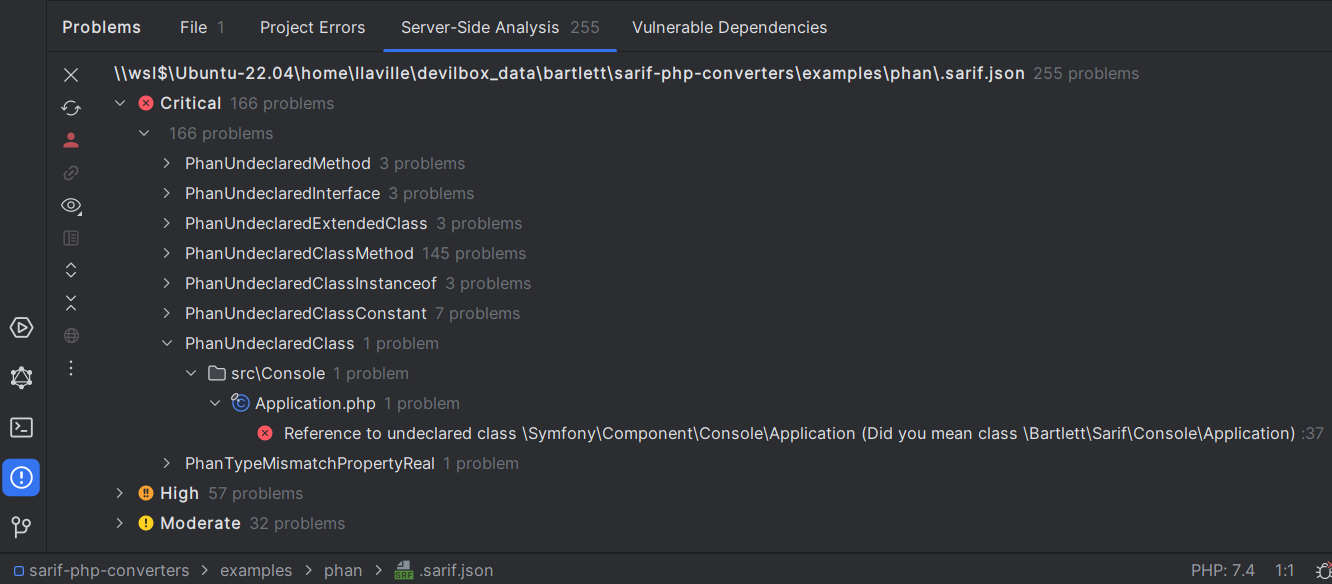 Problems File 1 Project Errors Server-Side Analysis 255 Vulnerable Dependencies
\\wsl$\Ubuntu-22.04\home\llaville\devilbox_data\bartlett\sarif-php-converters\examples\phan\.sarif.json 255 problems
Critical 166 problems
166 problems
PhanUndeclaredMethod 3 problems
PhanUndeclaredInterface 3 problems
PhanUndeclaredExtendedClass 3 problems
PhanUndeclaredClassMethod 145 problems
PhanUndeclaredClassInstanceof 3 problems
PhanUndeclaredClassConstant 7 problems
PhanUndeclaredClass 1 problem
src\Console 1 problem
Application.php 1 problem
Reference to undeclared class \Symfony\Component\Console\Application (Did you mean class \Bartlett\Sarif\Console\Application) :37
PhanTypeMismatchPropertyReal 1 problem
High 57 problems
Moderate 32 problems
sarif-php-converters > examples > phan > SRF .sarif.json PHP: 7.4 1:1